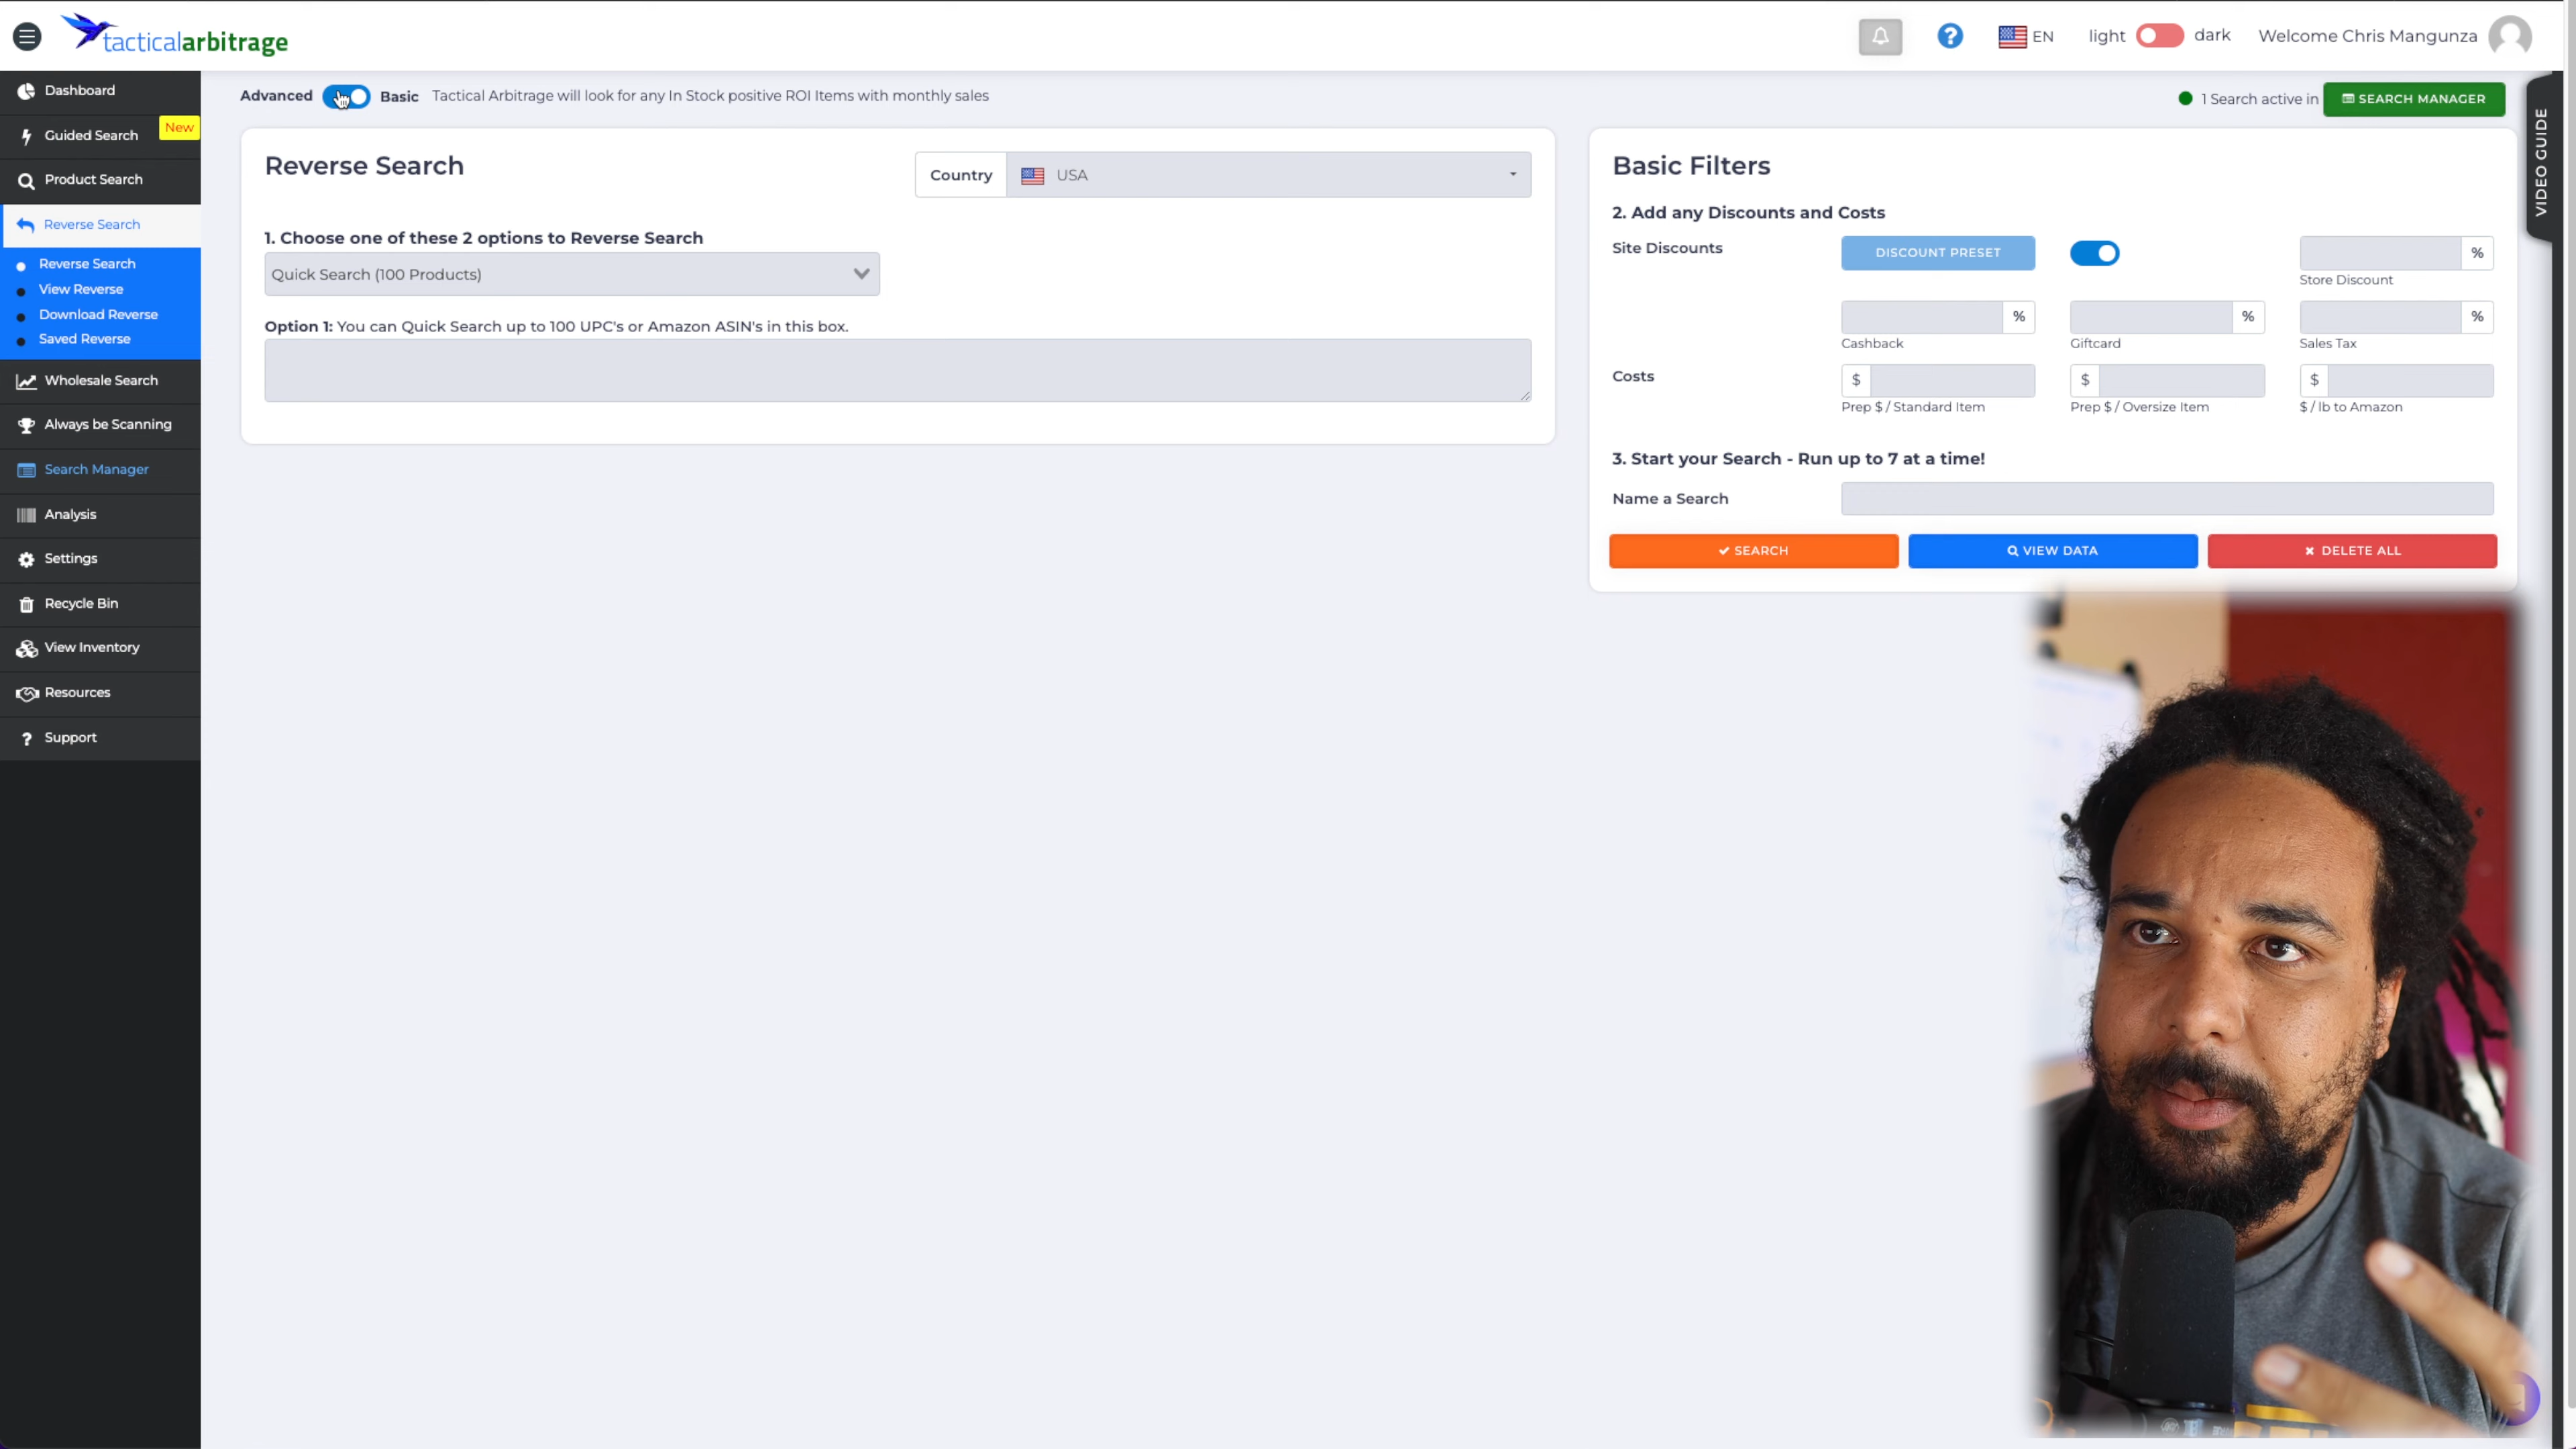 tacticalarbitrage
EN
light
dark
Welcome Chris Mangunza
Dashboard
Guided Search
New
Product Search
Reverse Search
Reverse Search
View Reverse
Download Reverse
Saved Reverse
Wholesale Search
Always be Scanning
Search Manager
Analysis
Settings
Recycle Bin
View Inventory
Resources
Support
Advanced
Basic
Tactical Arbitrage will look for any In Stock positive ROI Items with monthly sales
1 Search active in
SEARCH MANAGER
VIDEO GUIDE
Reverse Search
Country
USA
1. Choose one of these 2 options to Reverse Search
Quick Search (100 Products)
Option 1: You can Quick Search up to 100 UPC's or Amazon ASIN's in this box.
Basic Filters
2. Add any Discounts and Costs
Site Discounts
DISCOUNT PRESET
%
Store Discount
%
%
%
Cashback
Giftcard
Sales Tax
Costs
$
$
$
Prep $ / Standard Item
Prep $ / Oversize Item
$ / lb to Amazon
3. Start your Search - Run up to 7 at a time!
Name a Search
SEARCH
VIEW DATA
DELETE ALL